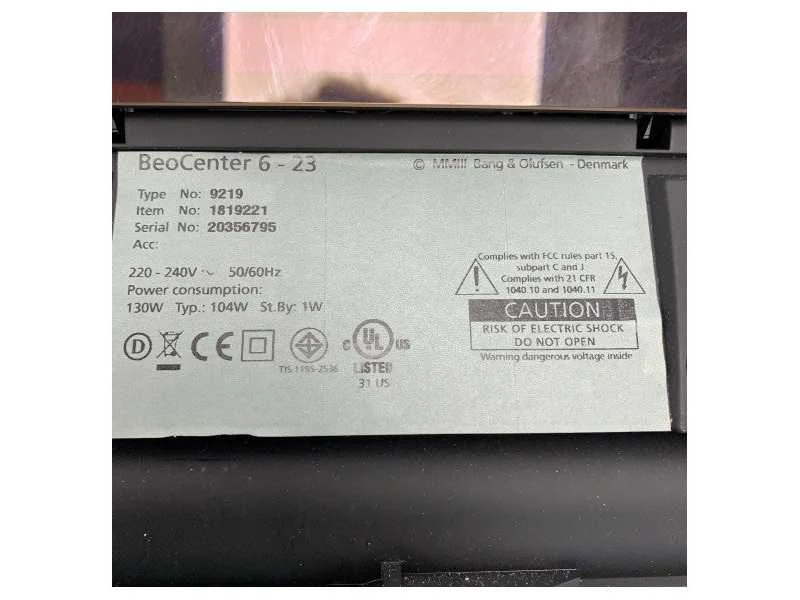 BeoCenter 6 - 23
© MMIII Bang & Olufsen - Denmark
Type No: 9219
Item No: 1819221
Serial No: 20356795
Acc:
220 - 240V ~ 50/60Hz
Power consumption:
130W Typ.: 104W St.By: 1W
D CE
TIS 1195-2536
C UL US
LISTED
31 US
Complies with FCC rules part 15,
subpart C and J
Complies with 21 CFR
1040.10 and 1040.11
CAUTION
RISK OF ELECTRIC SHOCK
DO NOT OPEN
Warning dangerous voltage inside